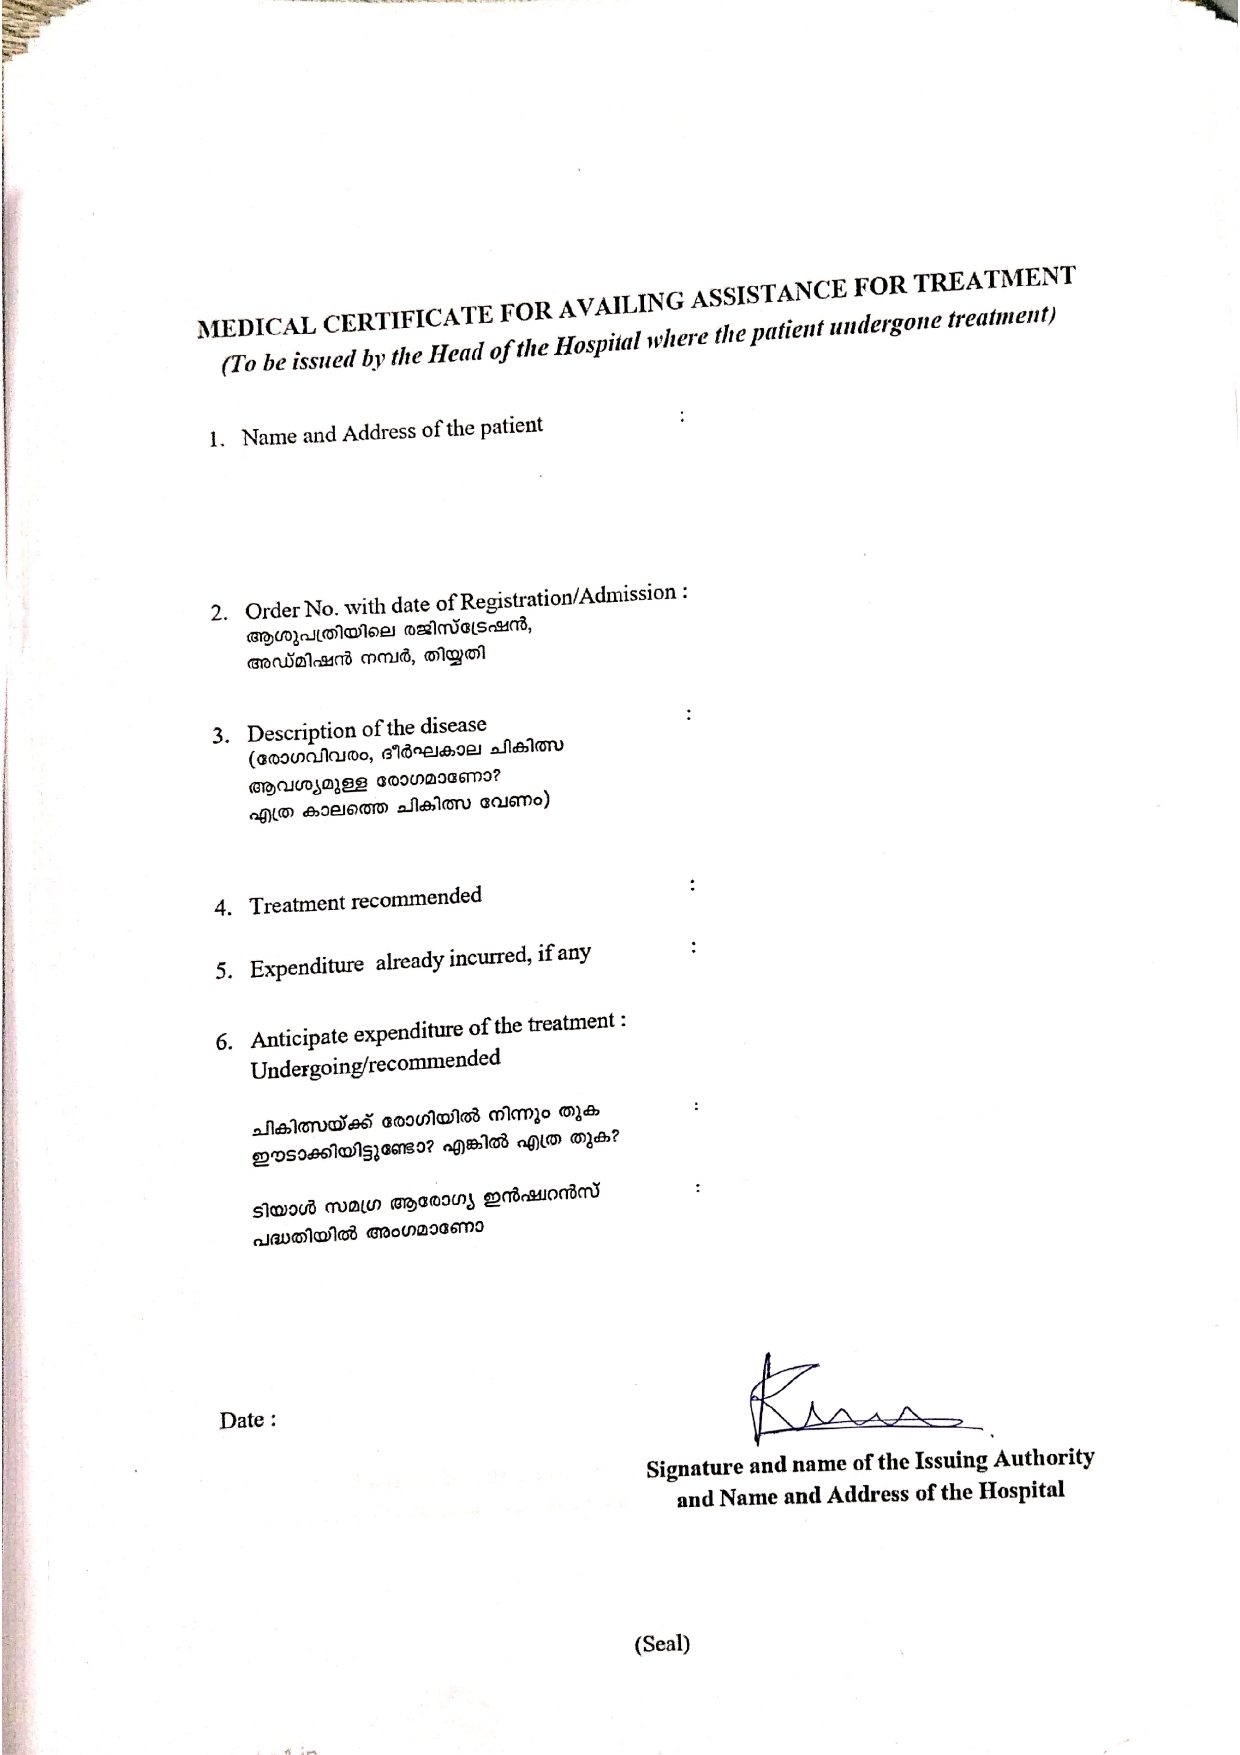 MEDICAL CERTIFICATE FOR AVAILING ASSISTANCE FOR TREATMENT
(To be issued by the Head of the Hospital where the patient undergone treatment)
1. Name and Address of the patient :
2. Order No. with date of Registration/Admission :
ആശുപത്രിയിലെ രജിസ്ട്രേഷൻ,
അഡ്മിഷൻ നമ്പർ, തിയ്യതി
3. Description of the disease :
(രോഗവിവരം, ദീർഘകാല ചികിത്സ
ആവശ്യമുള്ള രോഗമാണോ?
എത്ര കാലത്തെ ചികിത്സ വേണം)
4. Treatment recommended :
5. Expenditure already incurred, if any :
6. Anticipate expenditure of the treatment :
Undergoing/recommended
ചികിത്സയ്ക്ക് രോഗിയിൽ നിന്നും തുക :
ഈടാക്കിയിട്ടുണ്ടോ? എങ്കിൽ എത്ര തുക?
ടിയാൾ സമഗ്ര ആരോഗ്യ ഇൻഷുറൻസ് :
പദ്ധതിയിൽ അംഗമാണോ
Date :
Signature and name of the Issuing Authority
and Name and Address of the Hospital
(Seal)